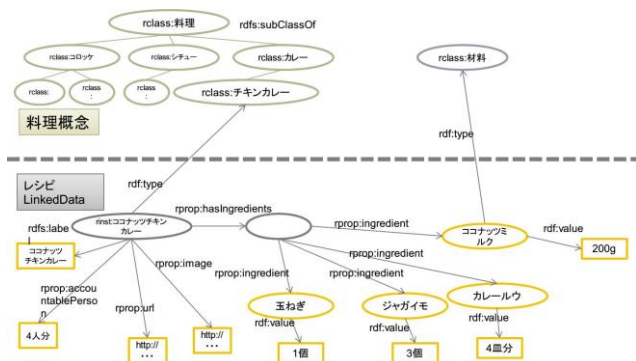 rclass:料理
rdfs:subClassOf
rclass:コロッケ
rclass:シチュー
rclass:カレー
rclass:材料
rclass:
rclass
:
rclass
:
rclass:チキンカレー
料理概念
rdf:type
rdf:type
レシピ
LinkedData
rinst:ココナッツチキン
カレー
rprop:hasIngredients
rprop:ingredient
ココナッツミ
ルク
rdf:value
200g
rdfs:labe
l
ココナッツ
チキンカレー
rprop:image
rprop:ingredient
rprop:ingredient
rprop:ingredient
rprop:accou
ntablePerso
n
rprop:url
玉ねぎ
ジャガイモ
カレールウ
rdf:value
rdf:value
rdf:value
4人分
http://
・・・
http://
・・・
1個
3個
4皿分